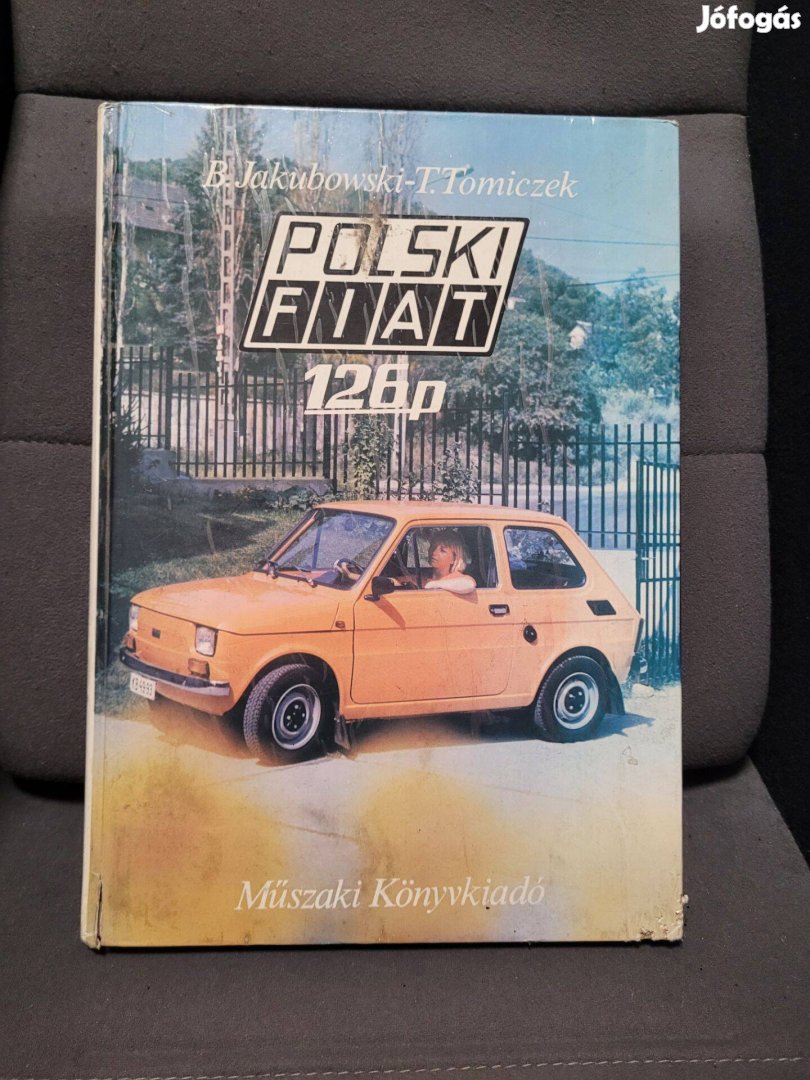 Jófogás
B. Jakubowski-T. Tomiczek
POLSKI
FIAT
126p
Műszaki Könyvkiadó